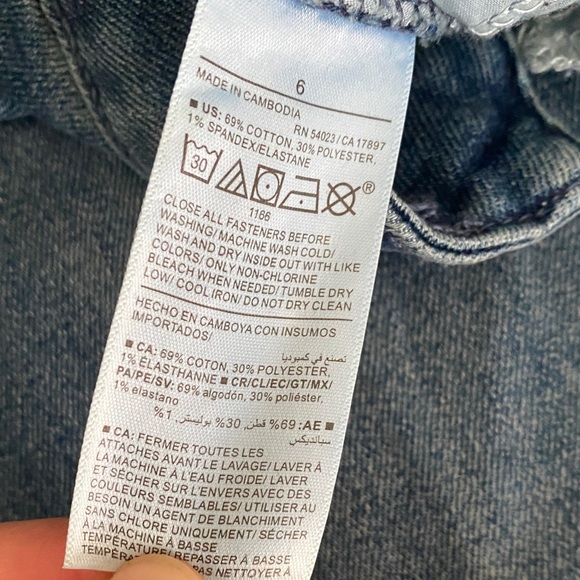 6
MADE IN CAMBODIA
RN 54023 / CA 17897
■ US: 69% COTTON, 30% POLYESTER,
1% SPANDEX/ELASTANE
30
®
1166
CLOSE ALL FASTENERS BEFORE
WASHING/ MACHINE WASH COLD/
WASH AND DRY INSIDE OUT WITH LIKE
COLORS/ ONLY NON-CHLORINE
BLEACH WHEN NEEDED/ TUMBLE DRY
LOW/ COOL IRON/ DO NOT DRY CLEAN
HECHO EN CAMBOYA CON INSUMOS
IMPORTADOS/
تصنع في كمبوديا
■ CA: 69% COTON, 30% POLYESTER,
1% ÉLASTHANNE ■ CR/CL/EC/GT/MX/
PA/PE/SV: 69% algodón, 30% poliéster,
1% elastano
■ AE: 69% قطن, 30% بوليستر, 1%
سباندیکس
■ CA: FERMER TOUTES LES
ATTACHES AVANT LE LAVAGE/ LAVER À
LA MACHINE À L'EAU FROIDE/ LAVER
ET SÉCHER SUR L'ENVERS AVEC DES
COULEURS SEMBLABLES/ UTILISER AU
BESOIN UN AGENT DE BLANCHIMENT
SANS CHLORE UNIQUEMENT/ SÉCHER
À LA MACHINE À BASSE
TEMPÉRATURE/ REPASSER À BASSE
PAS NETTOYER À